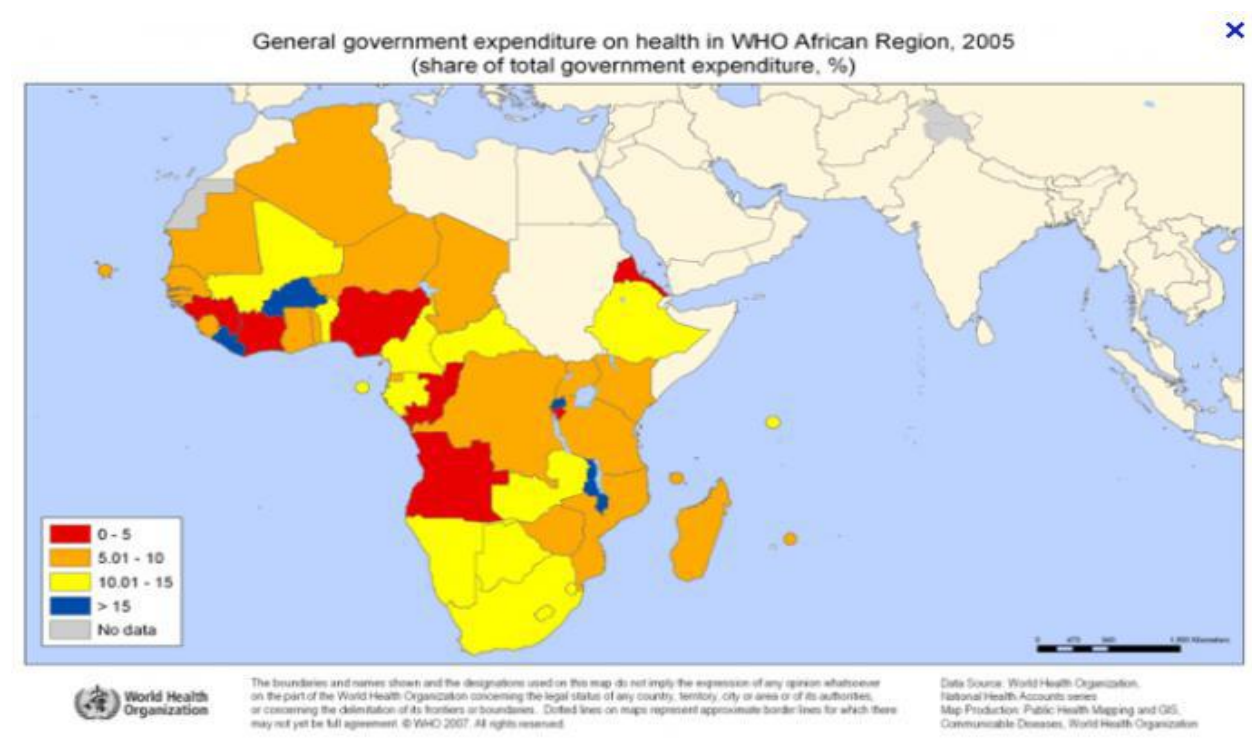 General government expenditure on health in WHO African Region, 2005
(share of total government expenditure, %)
0 - 5
5.01 - 10
10.01 - 15
> 15
No data
World Health
Organization
The boundaries and names shown and the designations used on this map do not imply the expression of any opinion whatsoever
on the part of the World Health Organization concerning the legal status of any country, territory, city or area or of its authorities,
or concerning the delimitation of its frontiers or boundaries. Dotted lines on maps represent approximate border lines for which there
may not yet be full agreement. © WHO 2007. All rights reserved.
Data Source: World Health Organization,
National Health Accounts series
Map Production: Public Health Mapping and GIS,
Communicable Diseases, World Health Organization